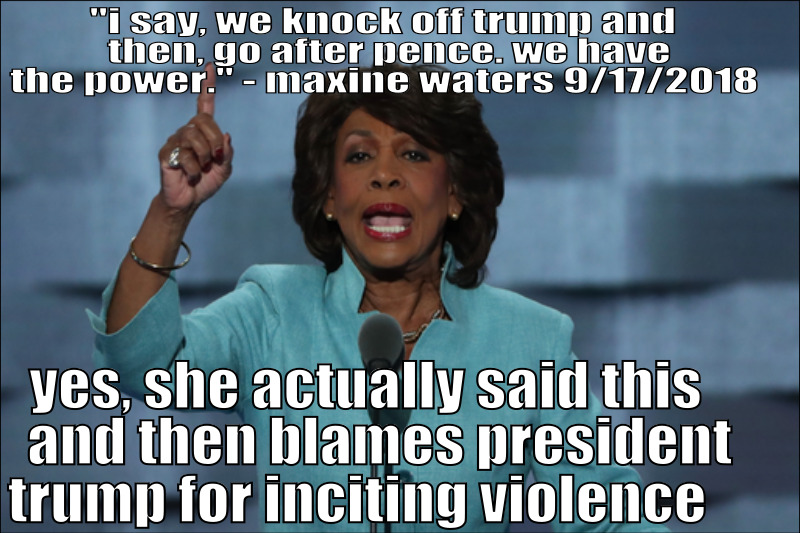 "i say, we knock off trump and
then, go after pence. we have
the power." - maxine waters 9/17/2018
yes, she actually said this
and then blames president
trump for inciting violence